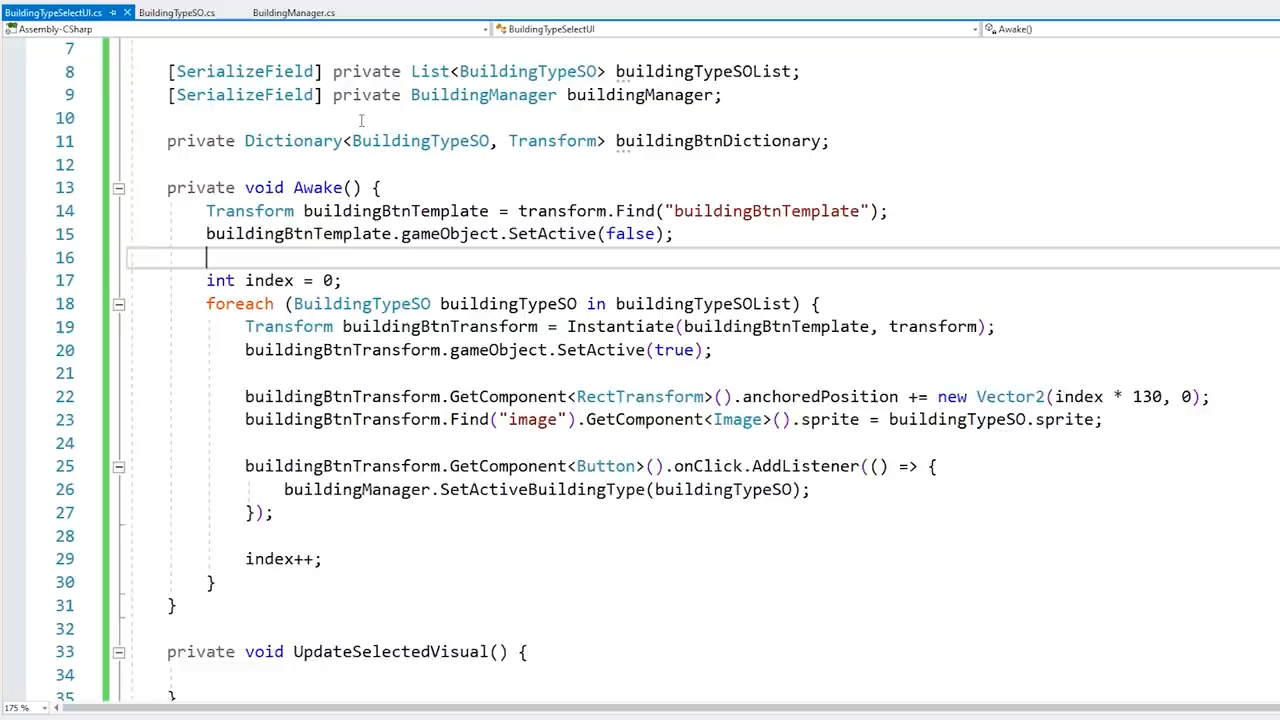 BuildingTypeSelectUI.cs BuildingTypeSO.cs BuildingManager.cs
Assembly-CSharp BuildingTypeSelectUI Awake()
7
8 [SerializeField] private List<BuildingTypeSO> buildingTypeSOList;
9 [SerializeField] private BuildingManager buildingManager;
10
11 private Dictionary<BuildingTypeSO, Transform> buildingBtnDictionary;
12
13 private void Awake() {
14 Transform buildingBtnTemplate = transform.Find("buildingBtnTemplate");
15 buildingBtnTemplate.gameObject.SetActive(false);
16
17 int index = 0;
18 foreach (BuildingTypeSO buildingTypeSO in buildingTypeSOList) {
19 Transform buildingBtnTransform = Instantiate(buildingBtnTemplate, transform);
20 buildingBtnTransform.gameObject.SetActive(true);
21
22 buildingBtnTransform.GetComponent<RectTransform>().anchoredPosition += new Vector2(index * 130, 0);
23 buildingBtnTransform.Find("image").GetComponent<Image>().sprite = buildingTypeSO.sprite;
24
25 buildingBtnTransform.GetComponent<Button>().onClick.AddListener(() => {
26 buildingManager.SetActiveBuildingType(buildingTypeSO);
27 });
28
29 index++;
30 }
31 }
32
33 private void UpdateSelectedVisual() {
34
35 }
175 %